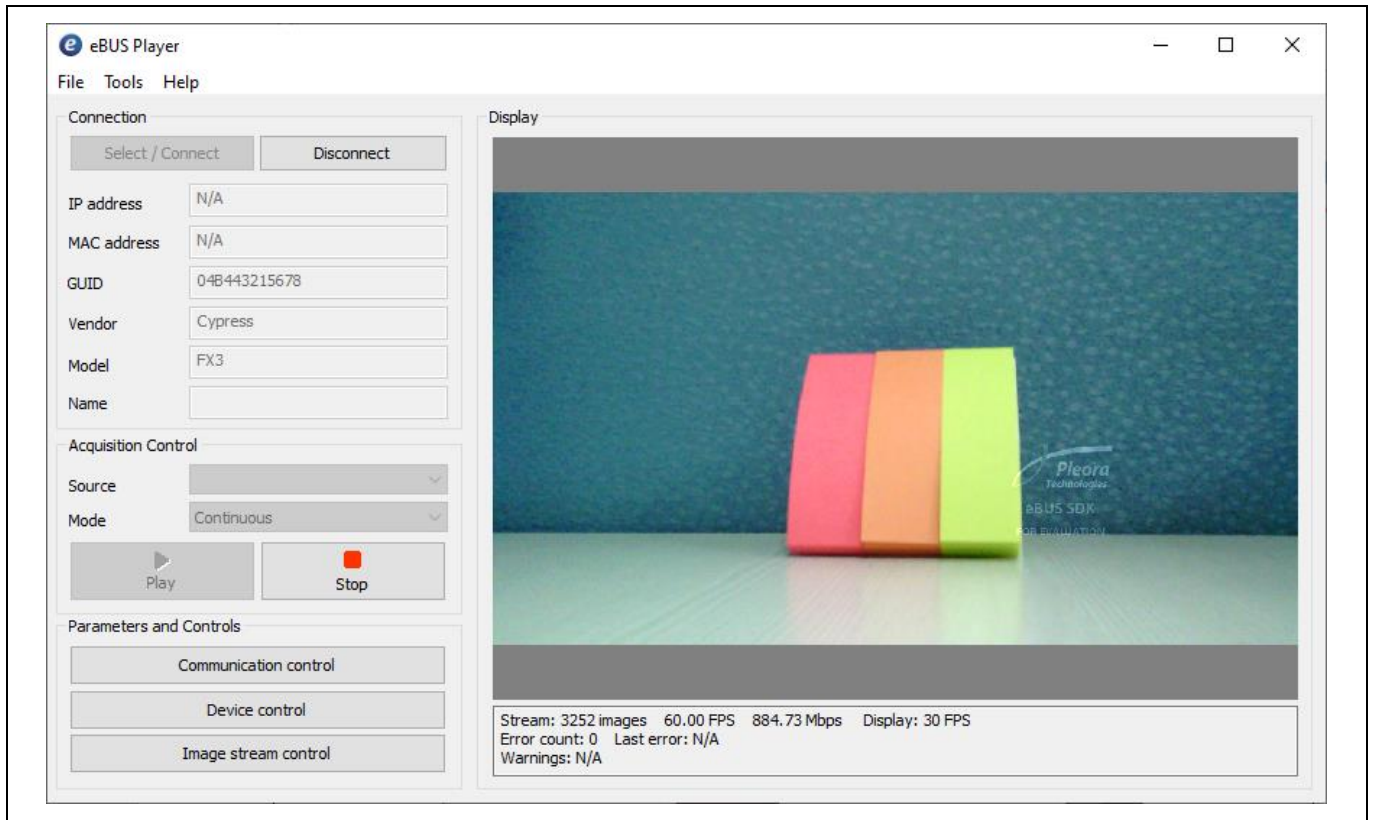 eBUS Player
File Tools Help
Connection
Select / Connect
Disconnect
IP address N/A
MAC address N/A
GUID 04B443215678
Vendor Cypress
Model FX3
Name
Acquisition Control
Source
Mode Continuous
Play
Stop
Parameters and Controls
Communication control
Device control
Image stream control
Display
Pleora
Technologies
eBUS SDK
FOR EVALUATION
Stream: 3252 images 60.00 FPS 884.73 Mbps Display: 30 FPS
Error count: 0 Last error: N/A
Warnings: N/A